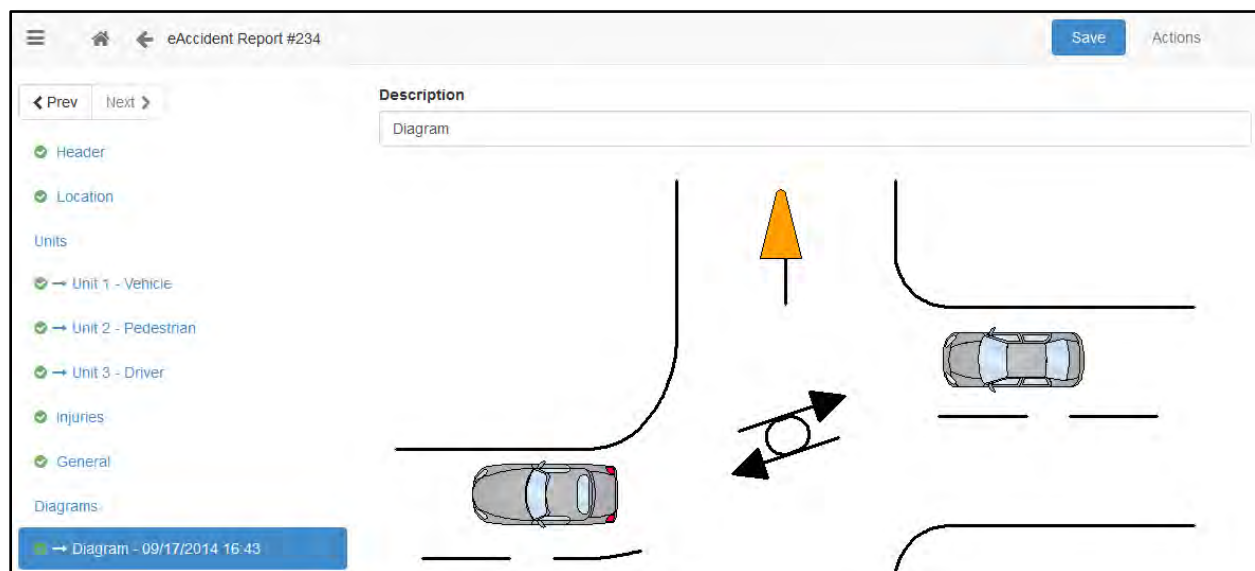 eAccident Report #234
Save
Actions
Prev
Next
Description
Diagram
Header
Location
Units
Unit 1 - Vehicle
Unit 2 - Pedestrian
Unit 3 - Driver
Injuries
General
Diagrams
Diagram - 09/17/2014 16:43